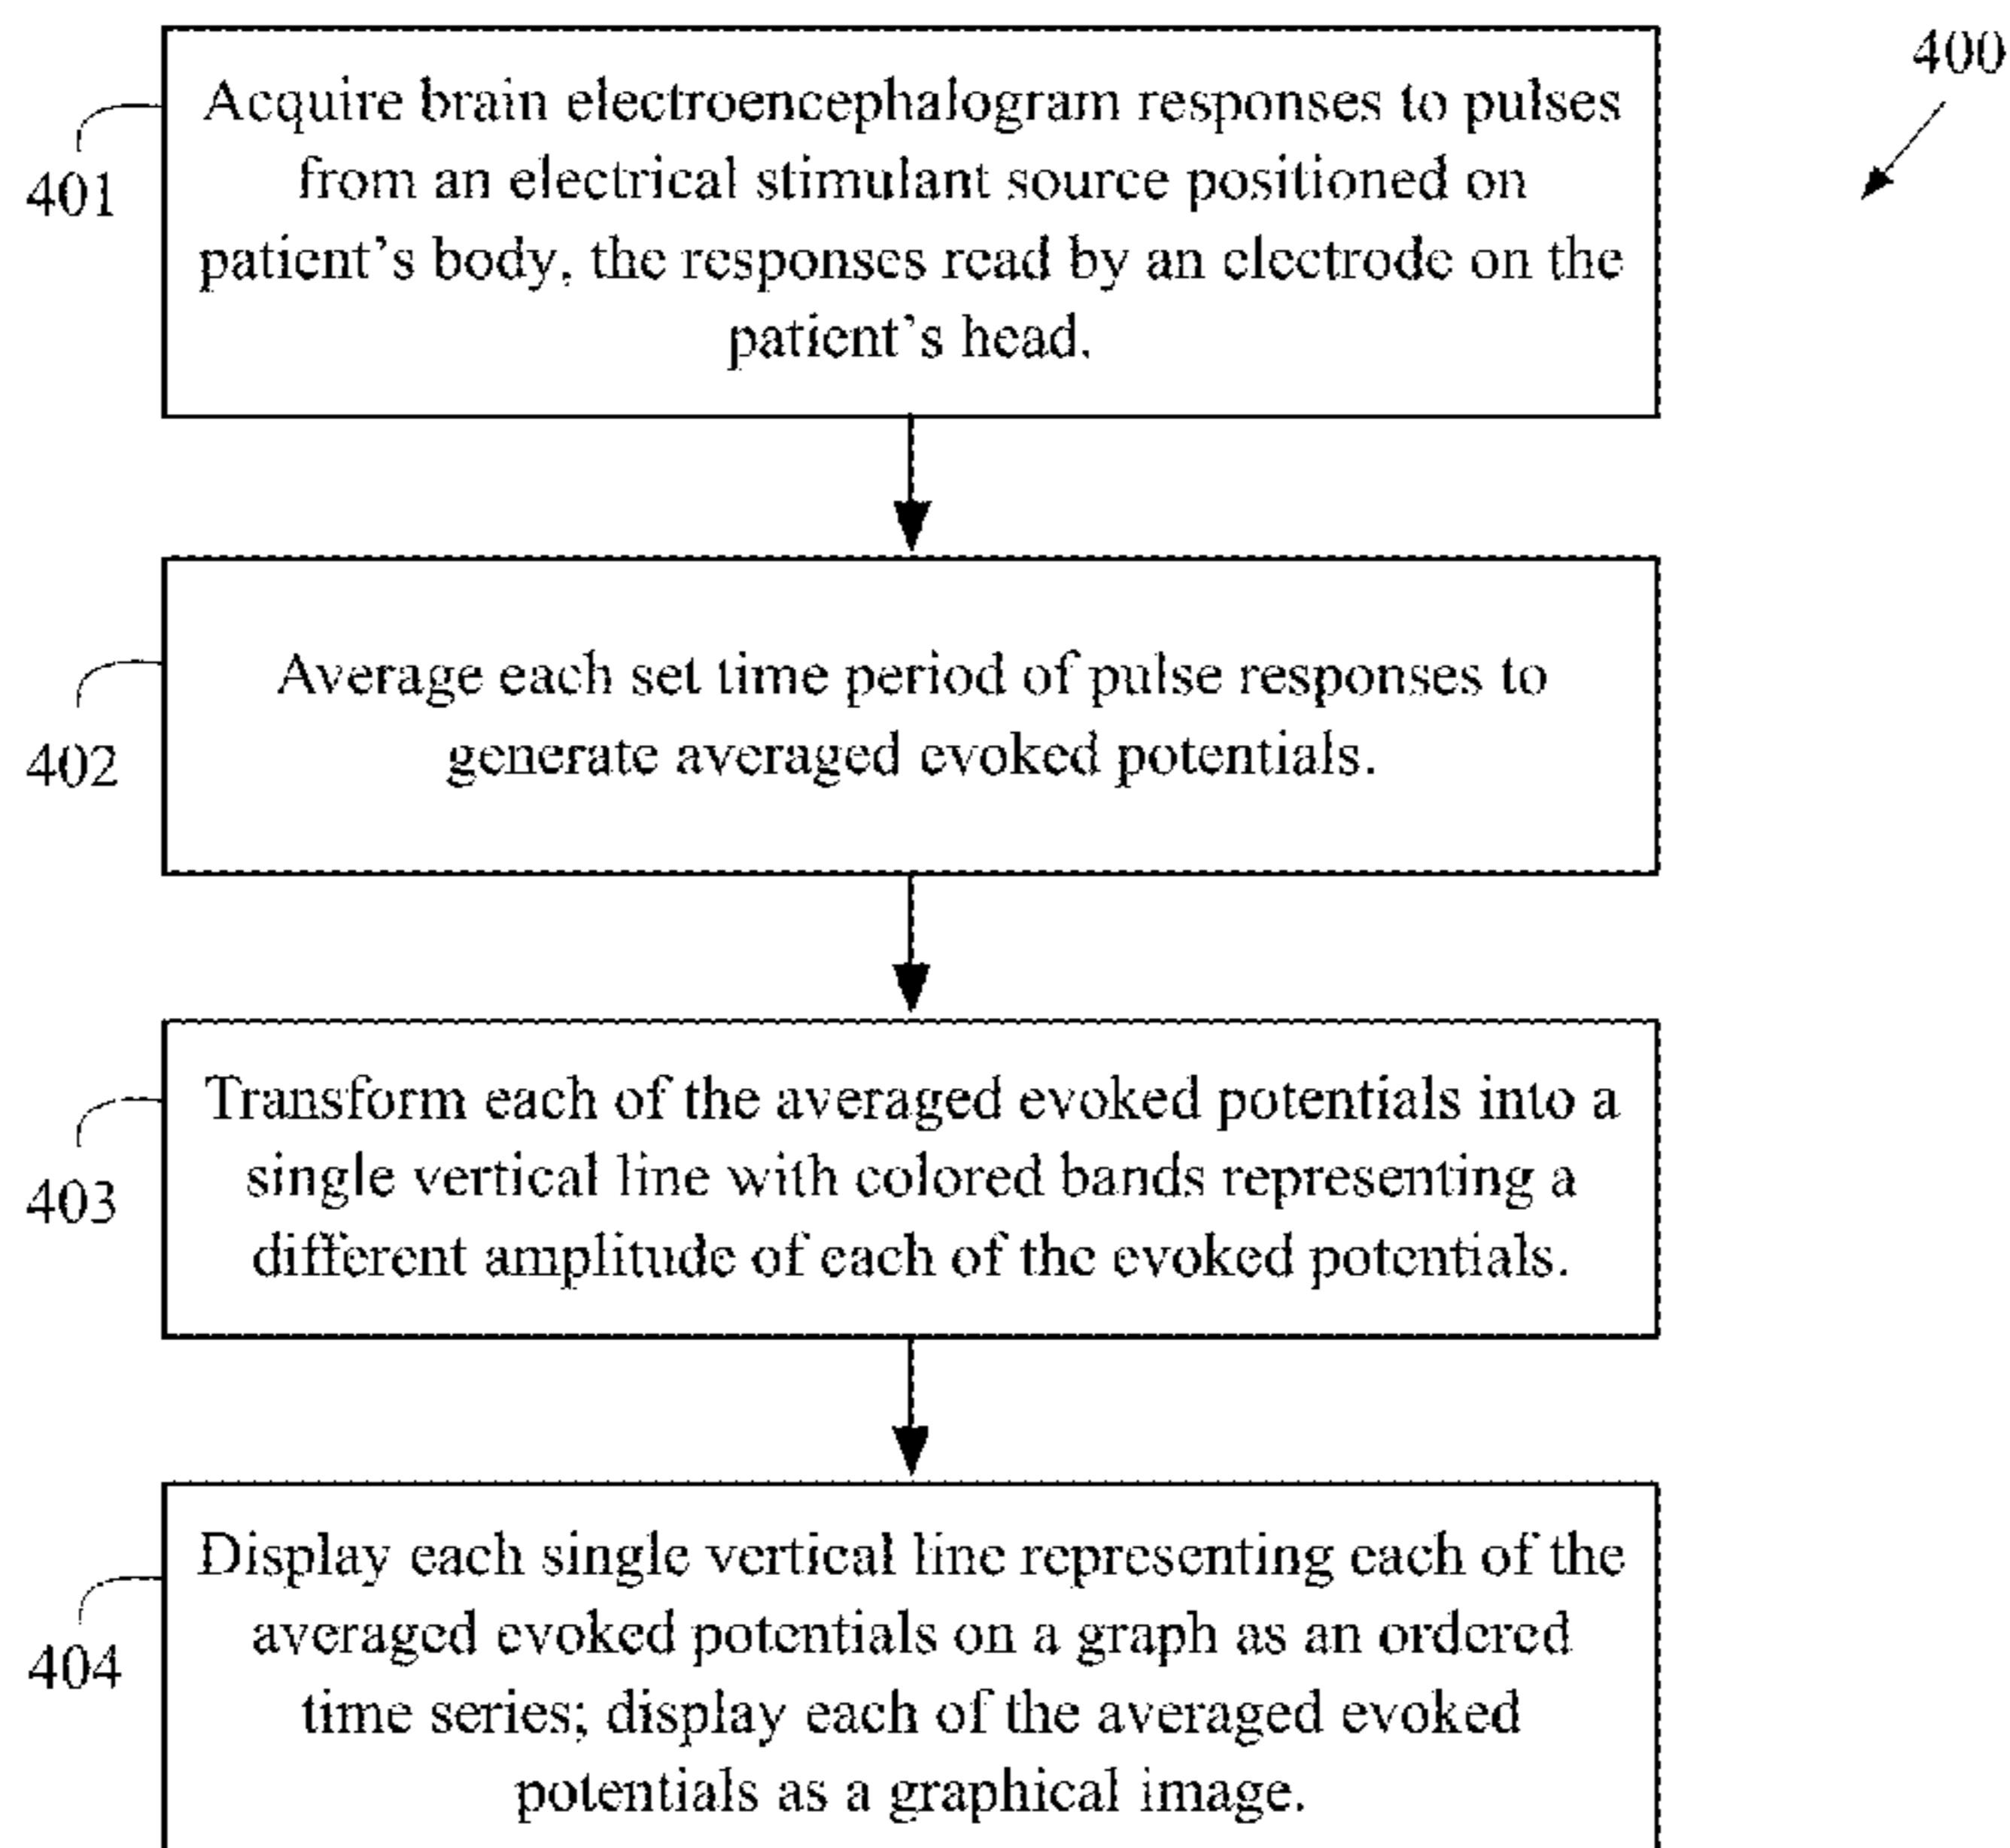 400
Acquire brain electroencephalogram responses to pulses
from an electrical stimulant source positioned on
patient's body, the responses read by an electrode on the
patient's head.
401
Average each set time period of pulse responses to
generate averaged evoked potentials.
402
Transform each of the averaged evoked potentials into a
single vertical line with colored bands representing a
different amplitude of each of the evoked potentials.
403
Display each single vertical line representing each of the
averaged evoked potentials on a graph as an ordered
time series; display each of the averaged evoked
potentials as a graphical image.
404